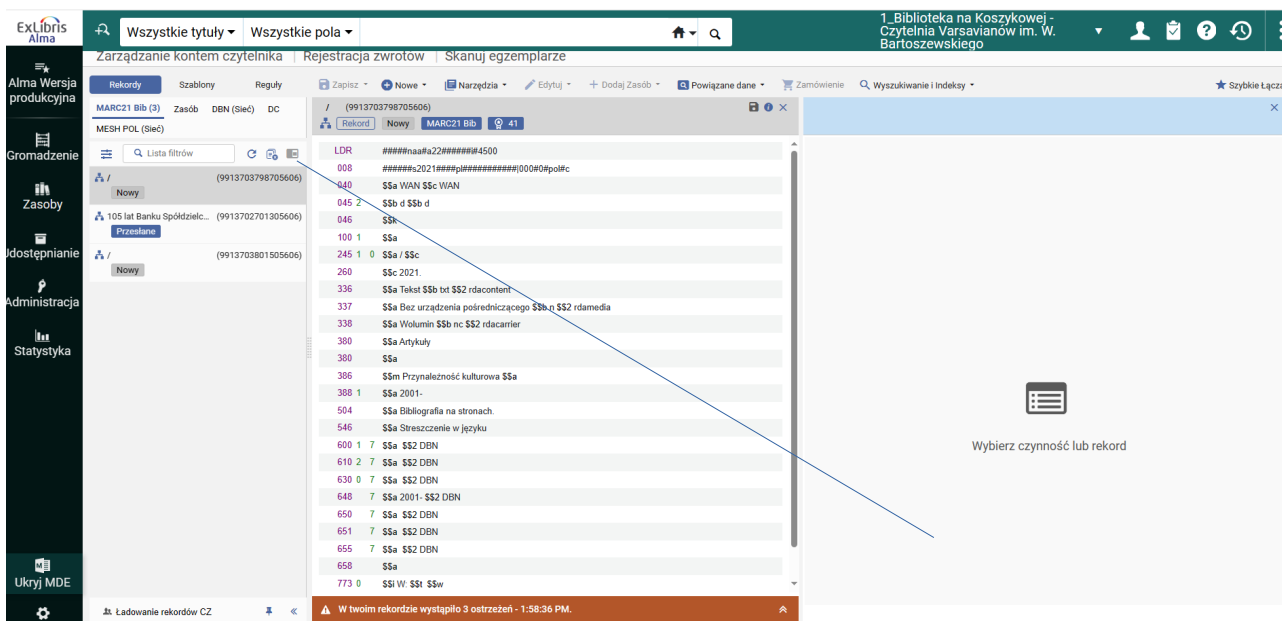 ExLibris
Alma
Wszystkie tytuły
Wszystkie pola
1_Biblioteka na Koszykowej -
Czytelnia Varsavianów im. W.
Bartoszewskiego
Zarządzanie kontem czytelnika | Rejestracja zwrotów | Skanuj egzemplarze
Alma Wersja
produkcyjna
Gromadzenie
Zasoby
Udostępnianie
Administracja
Statystyka
Ukryj MDE
Rekordy Szablony Reguły
Zapisz Nowe Narzędzia Edytuj + Dodaj Zasób Powiązane dane Zamówienie Wyszukiwanie i Indeksy
Szybkie Łącza
MARC21 Bib (3) Zasób DBN (Sieć) DC
MESH POL (Sieć)
Lista filtrów
/ (9913703798705606)
Nowy
105 lat Banku Spółdzielc... (9913702701305606)
Przesłane
/ (9913703801505606)
Nowy
Ładowanie rekordów CZ
/ (9913703798705606)
Rekord Nowy MARC21 Bib 41
LDR #####naa#a22######i#4500
008 ######s2021####pl############|000#0#pol#c
040 $$a WAN $$c WAN
045 2 $$b d $$b d
046 $$k
100 1 $$a
245 1 0 $$a / $$c
260 $$c 2021.
336 $$a Tekst $$b txt $$2 rdacontent
337 $$a Bez urządzenia pośredniczącego $$b n $$2 rdamedia
338 $$a Wolumin $$b nc $$2 rdacarrier
380 $$a Artykuły
380 $$a
386 $$m Przynależność kulturowa $$a
388 1 $$a 2001-
504 $$a Bibliografia na stronach.
546 $$a Streszczenie w języku
600 1 7 $$a $$2 DBN
610 2 7 $$a $$2 DBN
630 0 7 $$a $$2 DBN
648 7 $$a 2001- $$2 DBN
650 7 $$a $$2 DBN
651 7 $$a $$2 DBN
655 7 $$a $$2 DBN
658 $$a
773 0 $$i W: $$t $$w
W twoim rekordzie wystąpiło 3 ostrzeżeń - 1:58:36 PM.
Wybierz czynność lub rekord